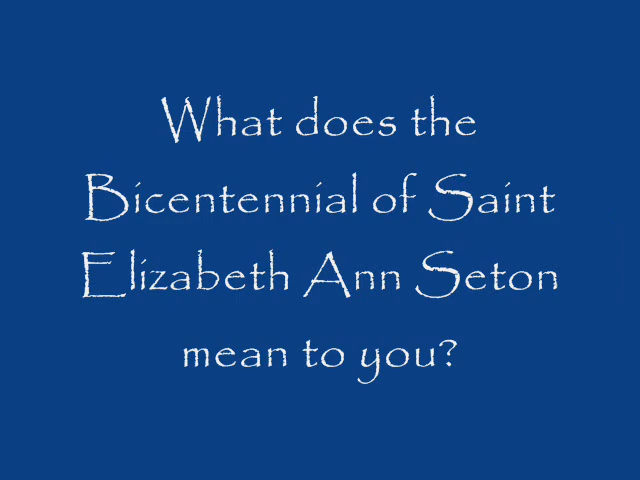 What does the
Bicentennial of Saint
Elizabeth Ann Seton
mean to you?